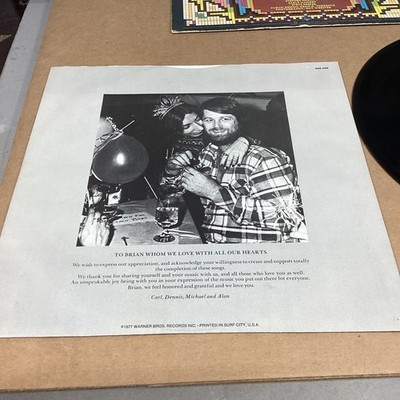 TO BRIAN WHOM WE LOVE WITH ALL OUR HEARTS.
We wish to express our appreciation, and acknowledge your willingness to create and support totally
the completion of these songs.
We thank you for sharing yourself and your music with us, and all those who love you as well.
An unspeakable joy being with you in your expression of the music you put out there for everyone.
Brian, we feel honored and grateful and we love you.
Carl, Dennis, Michael and Alan
©1977 WARNER BROS. RECORDS INC. • PRINTED IN SURF CITY, U.S.A.